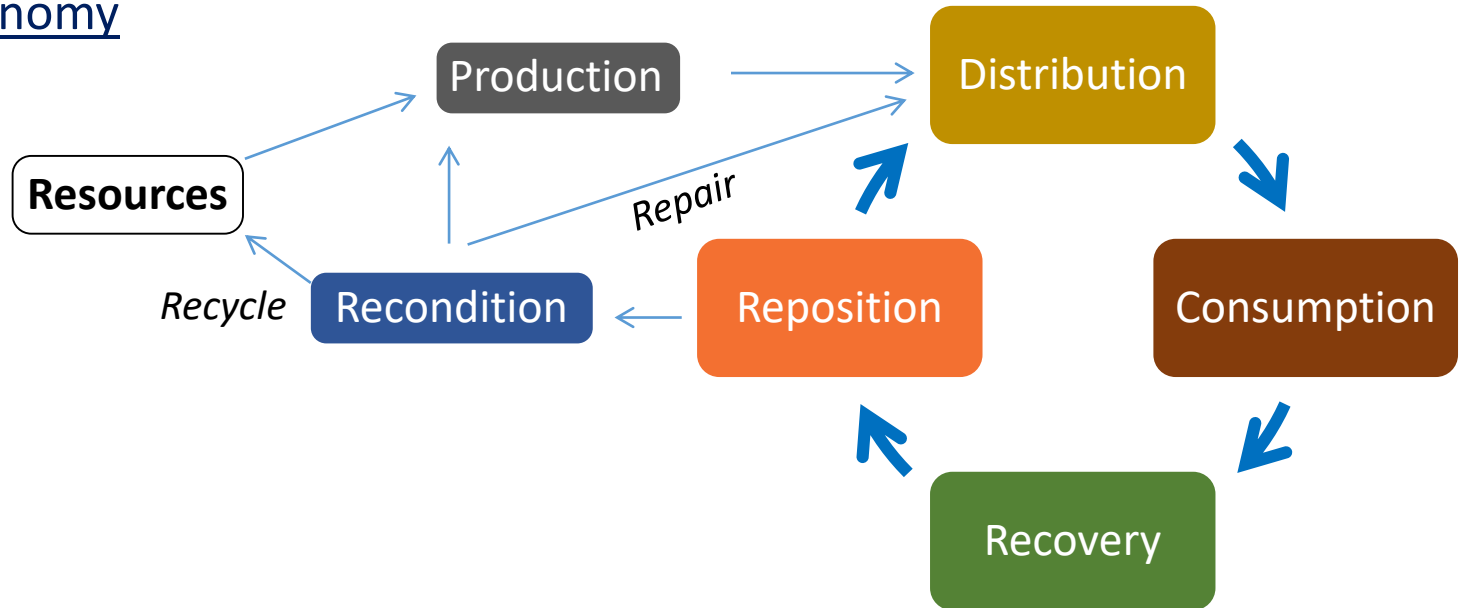 nomy
Production
Distribution
Resources
Repair
Recycle
Recondition
Reposition
Consumption
Recovery